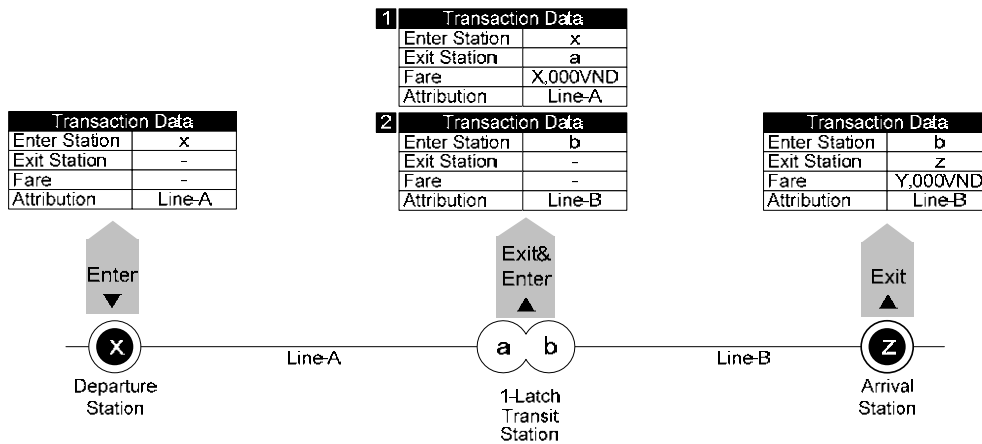 1 Transaction Data
Enter Station x
Exit Station a
Fare X,000VND
Attribution Line-A
2 Transaction Data
Enter Station b
Exit Station -
Fare -
Attribution Line-B
Transaction Data
Enter Station x
Exit Station -
Fare -
Attribution Line-A
Transaction Data
Enter Station b
Exit Station z
Fare Y,000VND
Attribution Line-B
Enter
Exit&
Enter
Exit
x
a b
z
Line-A
Line-B
Departure
Station
1-Latch
Transit
Station
Arrival
Station